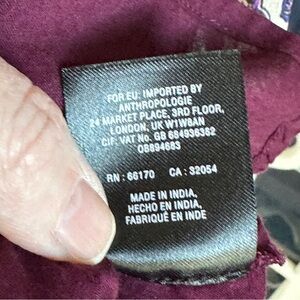 FOR EU: IMPORTED BY
ANTHROPOLOGIE
24 MARKET PLACE, 3RD FLOOR,
LONDON, UK W1W8AN
CIF: VAT No. GB 684936362
08894683
RN : 66170 CA : 32054
MADE IN INDIA,
HECHO EN INDIA,
FABRIQUÉ EN INDE